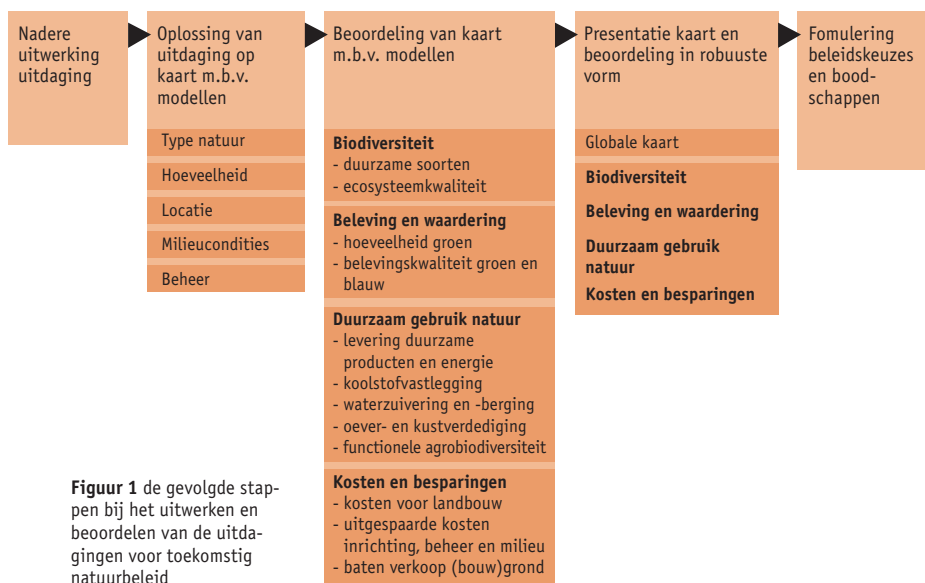 Nadere
uitwerking
uitdaging
Oplossing van
uitdaging op
kaart m.b.v.
modellen
Type natuur
Hoeveelheid
Locatie
Milieucondities
Beheer
Beoordeling van kaart
m.b.v. modellen
Biodiversiteit
- duurzame soorten
- ecosysteemkwaliteit
Beleving en waardering
- hoeveelheid groen
- belevingskwaliteit groen en
blauw
Duurzaam gebruik natuur
- levering duurzame
producten en energie
- koolstofvastlegging
- waterzuivering en -berging
- oever- en kustverdediging
- functionele agrobiodiversiteit
Kosten en besparingen
- kosten voor landbouw
- uitgespaarde kosten
inrichting, beheer en milieu
- baten verkoop (bouw)grond
Presentatie kaart en
beoordeling in robuuste
vorm
Globale kaart
Biodiversiteit
Beleving en waardering
Duurzaam gebruik
natuur
Kosten en besparingen
Fomulering
beleidskeuzes
en bood-
schappen
Figuur 1 de gevolgde stap-
pen bij het uitwerken en
beoordelen van de uitda-
gingen voor toekomstig
natuurbeleid